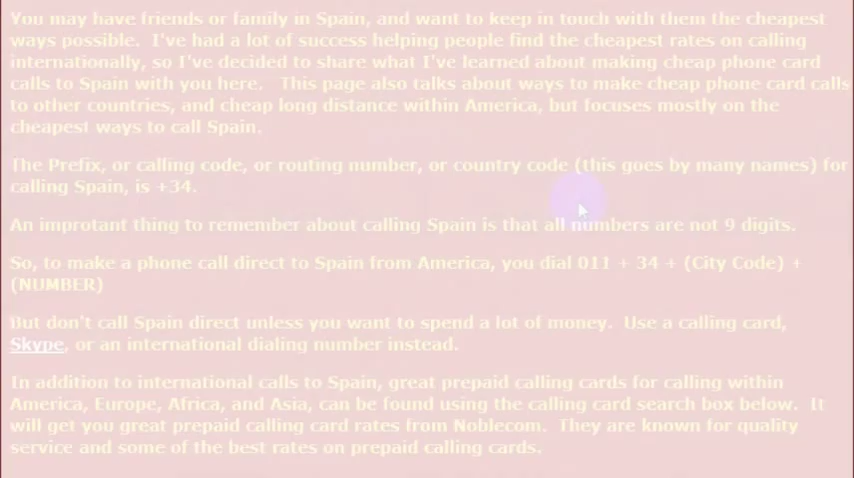 You may have friends or family in Spain, and want to keep in touch with them the cheapest
ways possible.  I've had a lot of success helping people find the cheapest rates on calling
internationally, so I've decided to share what I've learned about making cheap phone card
calls to Spain with you here.  This page also talks about ways to make cheap phone card calls
to other countries, and cheap long distance within America, but focuses mostly on the
cheapest ways to call Spain.
The Prefix, or calling code, or routing number, or country code (this goes by many names) for
calling Spain, is +34.
An improtant thing to remember about calling Spain is that all numbers are not 9 digits.
So, to make a phone call direct to Spain from America, you dial 011 + 34 + (City Code) +
(NUMBER)
But don't call Spain direct unless you want to spend a lot of money.  Use a calling card,
Skype, or an international dialing number instead.
In addition to international calls to Spain, great prepaid calling cards for calling within
America, Europe, Africa, and Asia, can be found using the calling card search box below.  It
will get you great prepaid calling card rates from Noblecom.  They are known for quality
service and some of the best rates on prepaid calling cards.